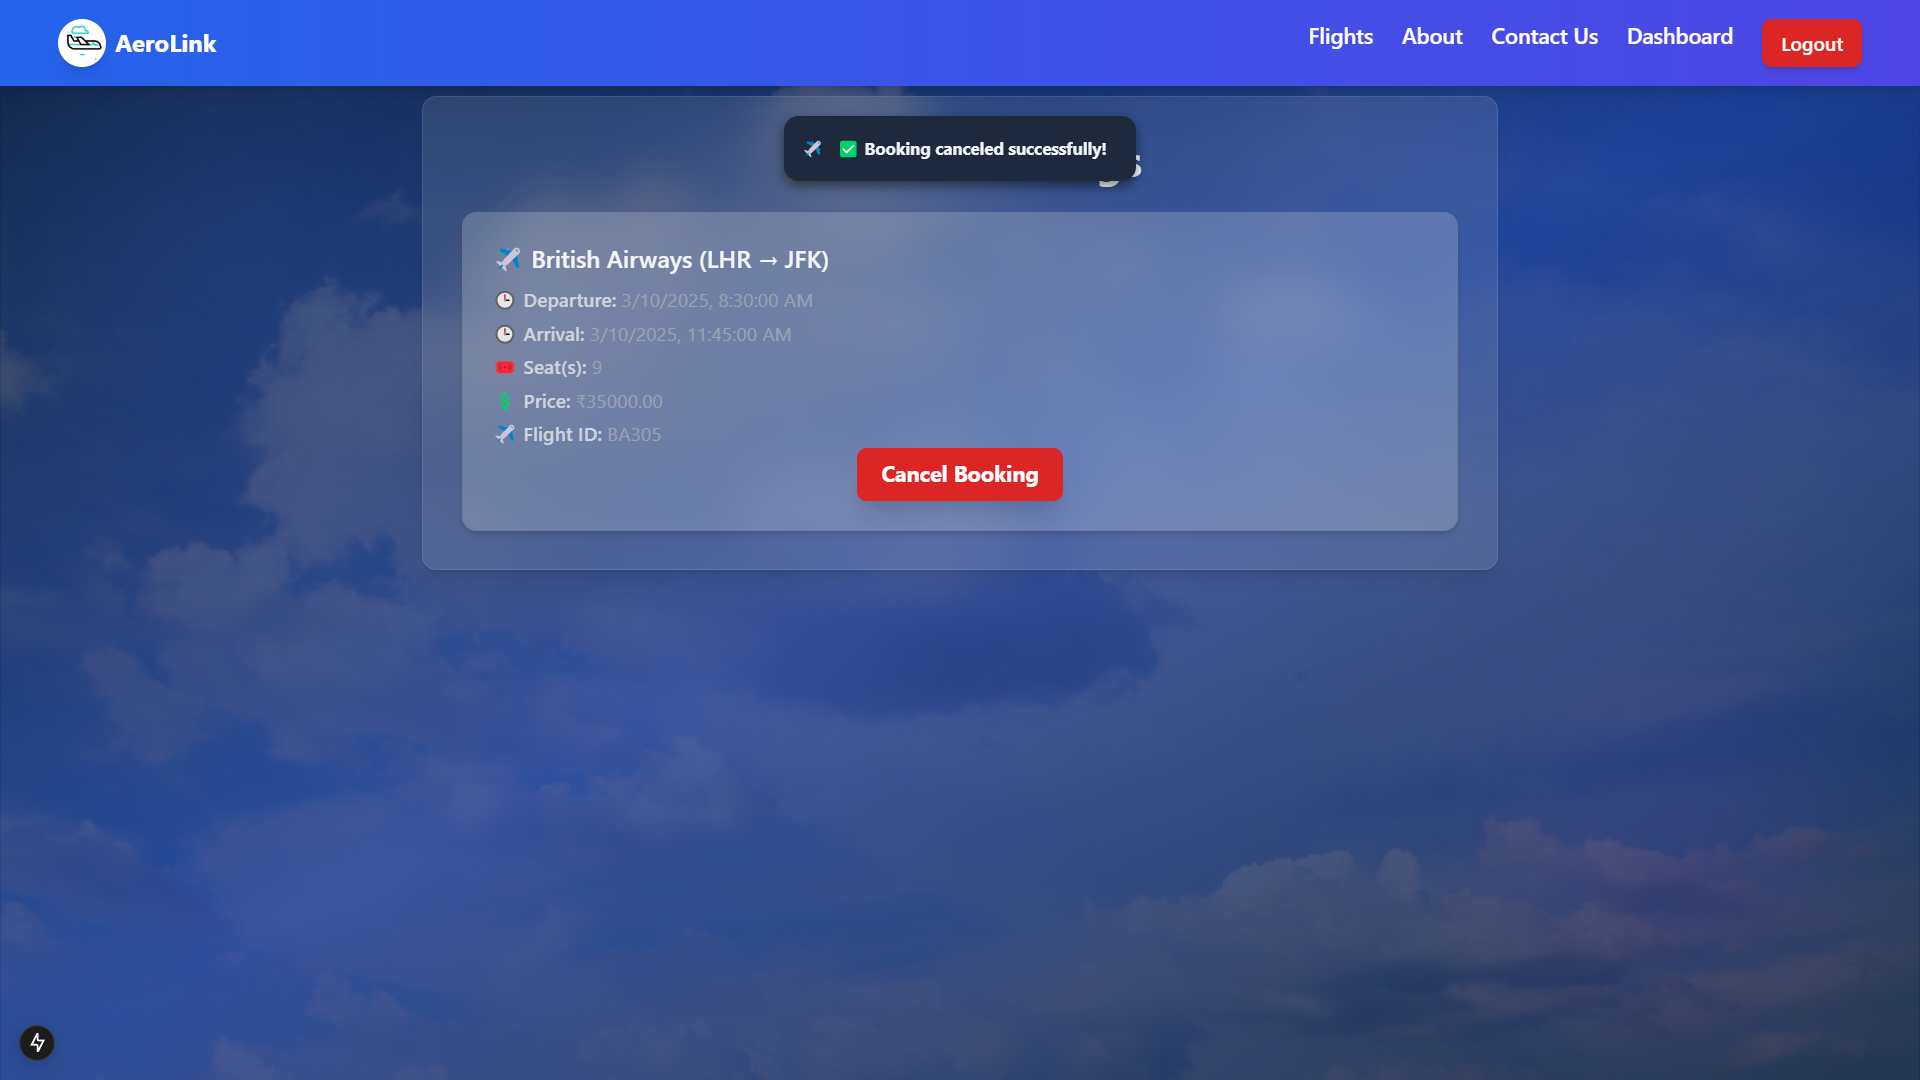 AeroLink
Flights
About
Contact Us
Dashboard
Logout
Booking canceled successfully!
British Airways (LHR → JFK)
Departure: 3/10/2025, 8:30:00 AM
Arrival: 3/10/2025, 11:45:00 AM
Seat(s): 9
Price: ₹35000.00
Flight ID: BA305
Cancel Booking